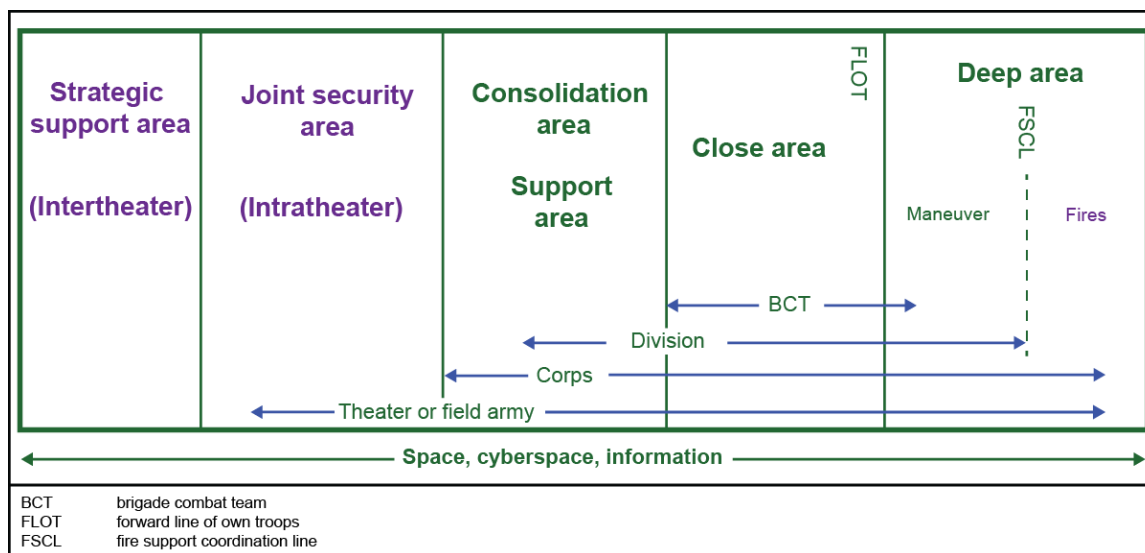 Strategic
support area
(Intertheater)
Joint security
area
(Intratheater)
Consolidation
area
Support
area
Close area
FLOT
Deep area
FSCL
Maneuver
Fires
BCT
Division
Corps
Theater or field army
Space, cyberspace, information
BCT brigade combat team
FLOT forward line of own troops
FSCL fire support coordination line